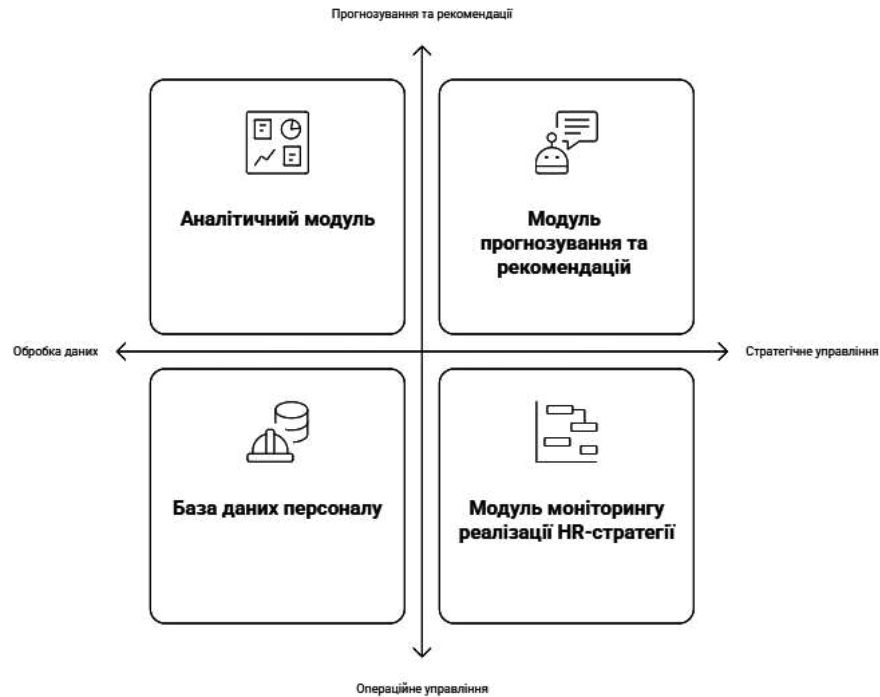 Прогнозування та рекомендації
Аналітичний модуль
Модуль
прогнозування та
рекомендацій
Обробка даних
Стратегічне управління
База даних персоналу
Модуль моніторингу
реалізації HR-стратегії
Операційне управління